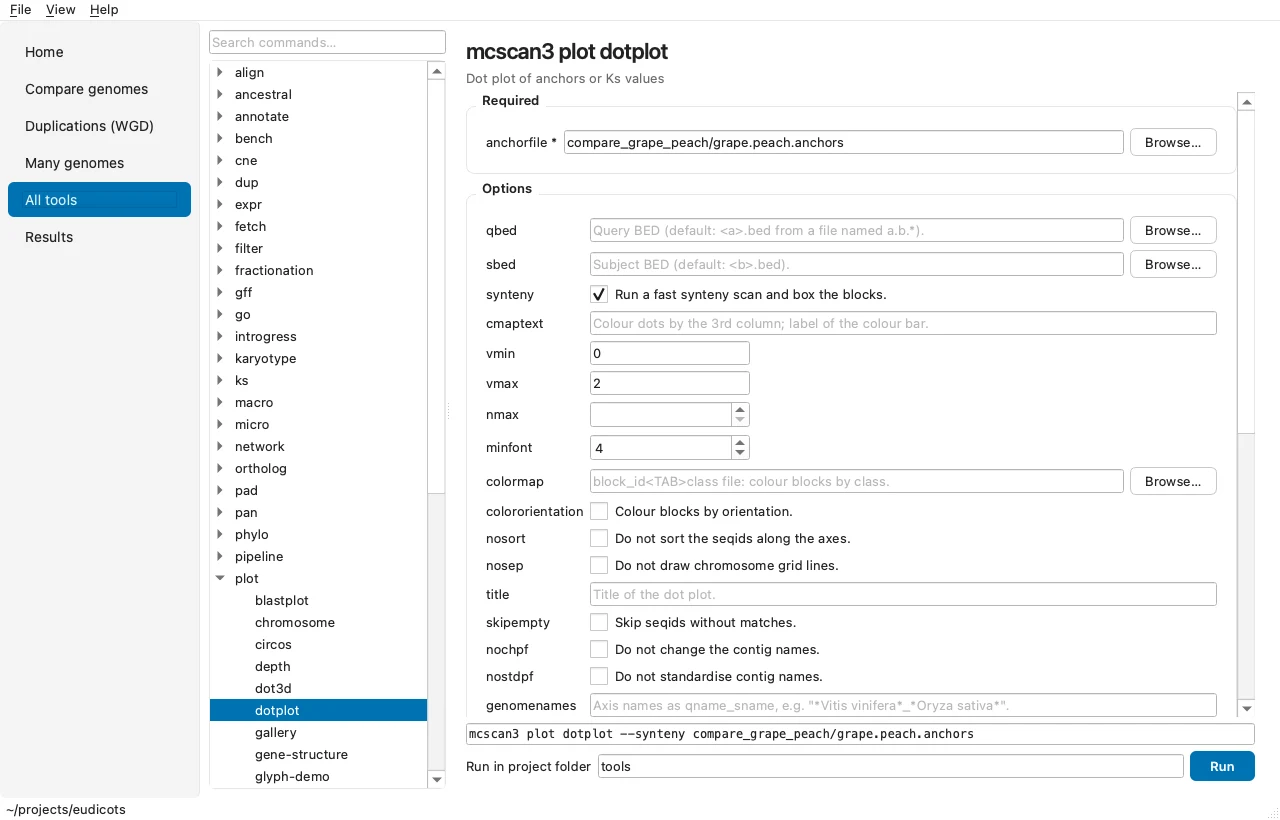 File View Help
Home
Compare genomes
Duplications (WGD)
Many genomes
All tools
Results
Search commands...
align
ancestral
annotate
bench
cne
dup
expr
fetch
filter
fractionation
gff
go
introgress
karyotype
ks
macro
micro
network
ortholog
pad
pan
phylo
pipeline
plot
blastplot
chromosome
circos
depth
dot3d
dotplot
gallery
gene-structure
glyph-demo
mcscan3 plot dotplot
Dot plot of anchors or Ks values
Required
anchorfile * compare_grape_peach/grape.peach.anchors Browse...
Options
qbed Query BED (default: <a>.bed from a file named a.b.*). Browse...
sbed Subject BED (default: <b>.bed). Browse...
synteny Run a fast synteny scan and box the blocks.
cmaptext Colour dots by the 3rd column; label of the colour bar.
vmin 0
vmax 2
nmax
minfont 4
colormap block_id<TAB>class file: colour blocks by class. Browse...
colororientation Colour blocks by orientation.
nosort Do not sort the seqids along the axes.
nosep Do not draw chromosome grid lines.
title Title of the dot plot.
skipempty Skip seqids without matches.
nochpf Do not change the contig names.
nostdpf Do not standardise contig names.
genomenames Axis names as qname_sname, e.g. "*Vitis vinifera*_*Oryza sativa*".
mcscan3 plot dotplot --synteny compare_grape_peach/grape.peach.anchors
Run in project folder tools Run
~/projects/eudicots